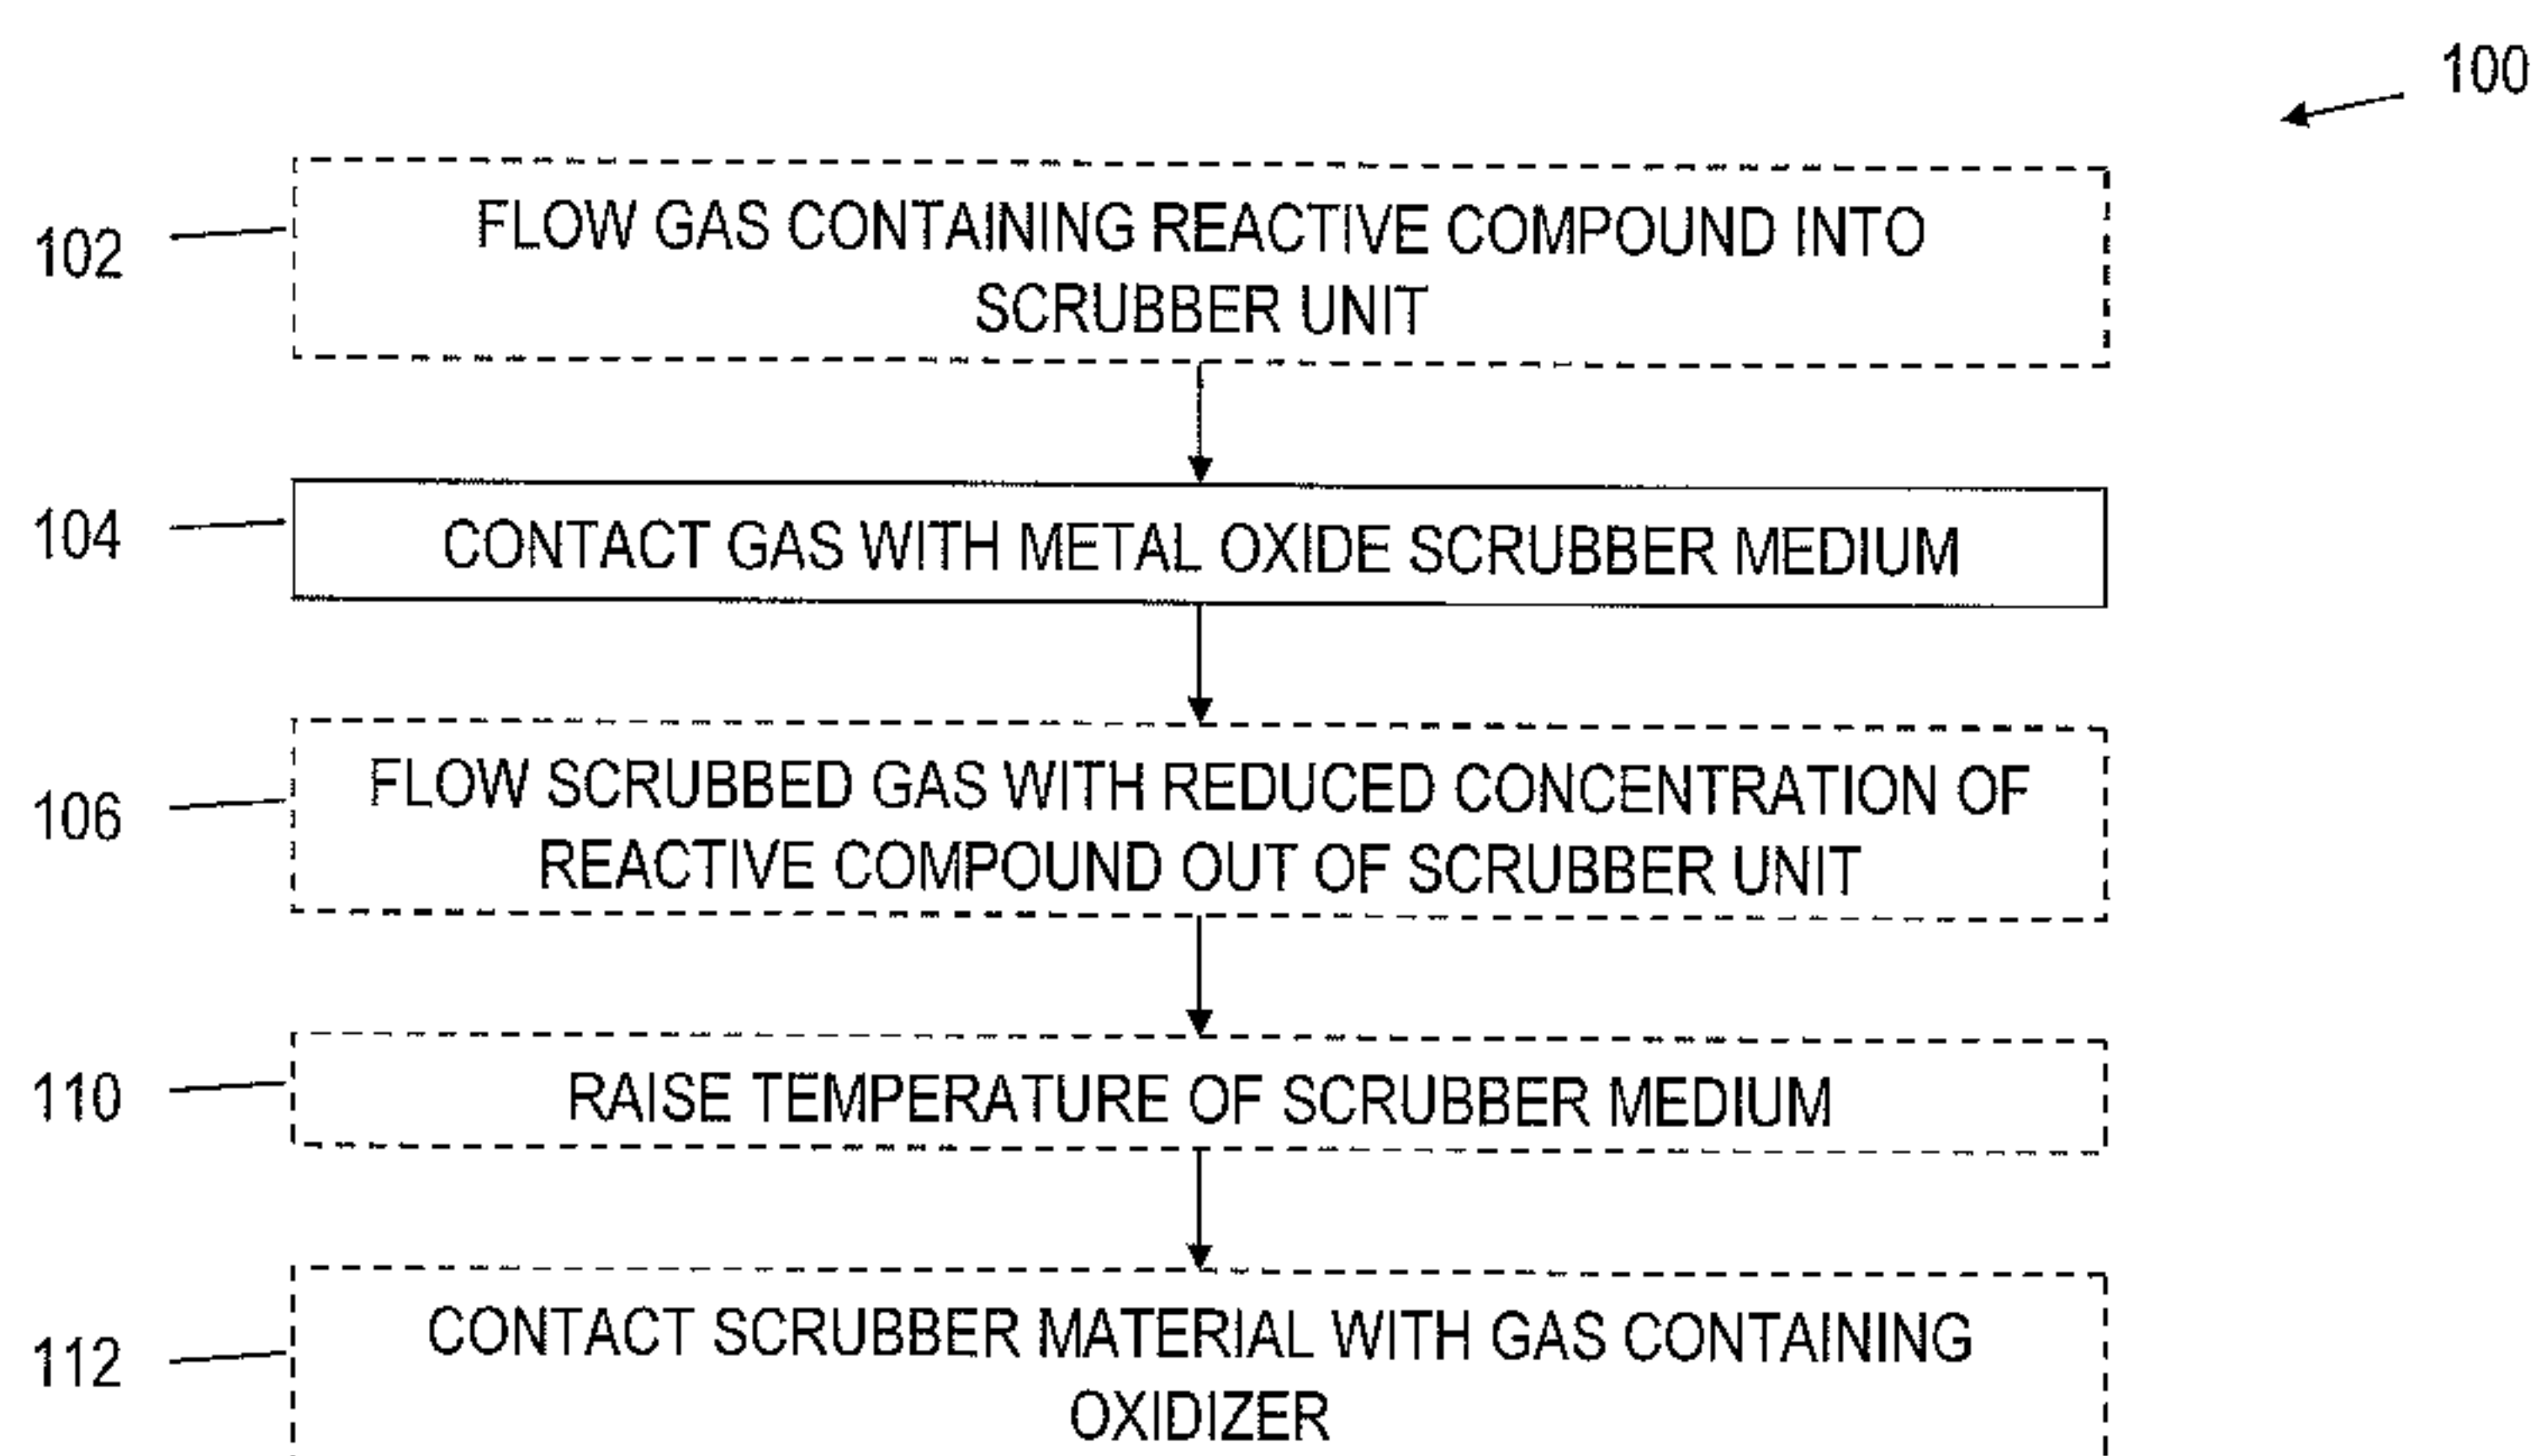 100
102
FLOW GAS CONTAINING REACTIVE COMPOUND INTO
SCRUBBER UNIT
104
CONTACT GAS WITH METAL OXIDE SCRUBBER MEDIUM
106
FLOW SCRUBBED GAS WITH REDUCED CONCENTRATION OF
REACTIVE COMPOUND OUT OF SCRUBBER UNIT
110
RAISE TEMPERATURE OF SCRUBBER MEDIUM
112
CONTACT SCRUBBER MATERIAL WITH GAS CONTAINING
OXIDIZER